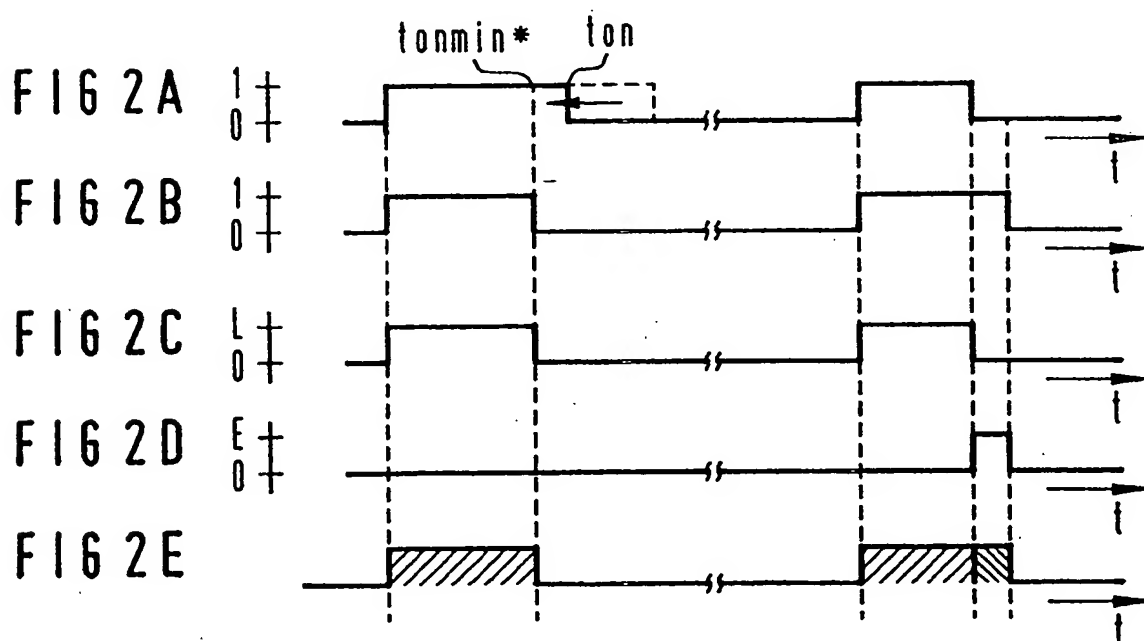 tonmin* ton
FIG 2A 1
0
t
FIG 2B 1
0
t
FIG 2C L
0
t
FIG 2D E
0
t
FIG 2E
t